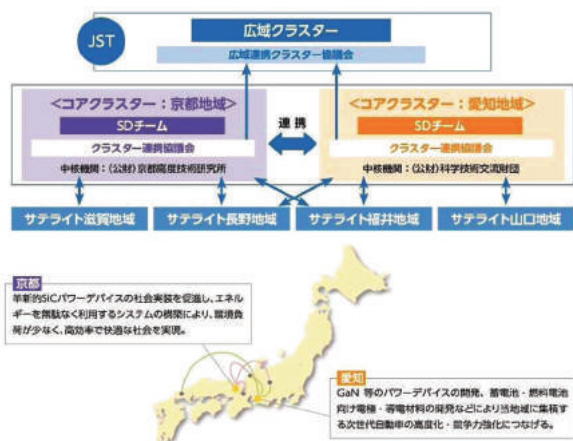 JST
広域クラスター
広域連携クラスター協議会
<コアクラスター：京都地域>
SDチーム
クラスター連携協議会
中核機関：(公財)京都高度技術研究所
連携
<コアクラスター：愛知地域>
SDチーム
クラスター連携協議会
中核機関：(公財)科学技術交流財団
サテライト滋賀地域
サテライト長野地域
サテライト福井地域
サテライト山口地域
京都
革新的SiCパワーデバイスの社会実装を促進し、エネル
ギーを無駄なく利用するシステムの構築により、環境負
荷が少なく、高効率で快適な社会を実現。
愛知
GaN 等のパワーデバイスの開発、蓄電池・燃料電池
向け電極・導電材料の開発などにより当地域に集積す
る次世代自動車の高度化・競争力強化につなげる。